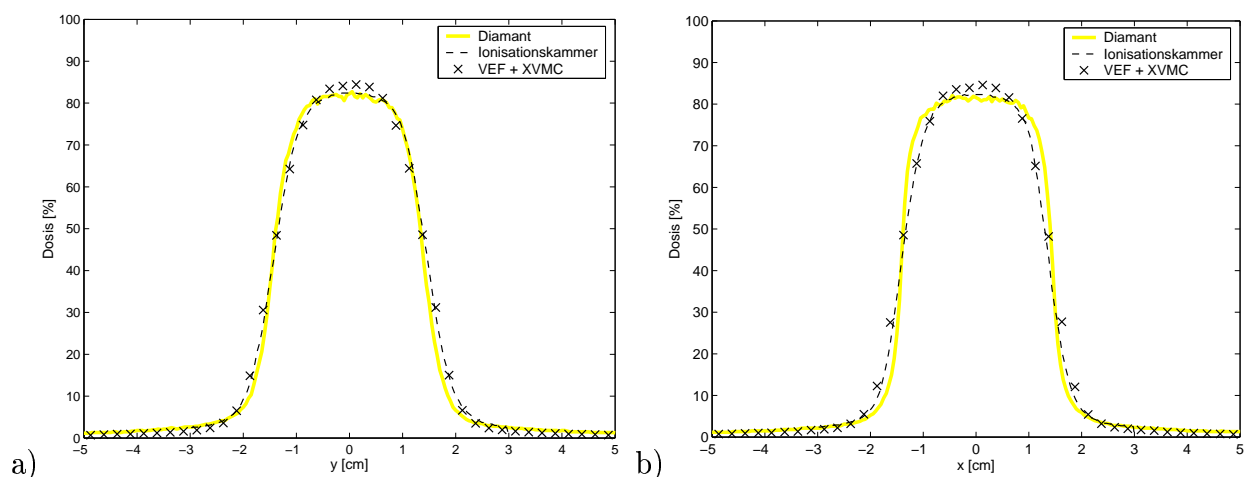 100
90
80
70
60
50
40
30
20
10
0
Dosis [%]
−5 −4 −3 −2 −1 0 1 2 3 4 5
y [cm]
Diamant
Ionisationskammer
VEF + XVMC
a)
100
90
80
70
60
50
40
30
20
10
0
Dosis [%]
−5 −4 −3 −2 −1 0 1 2 3 4 5
x [cm]
Diamant
Ionisationskammer
VEF + XVMC
b)